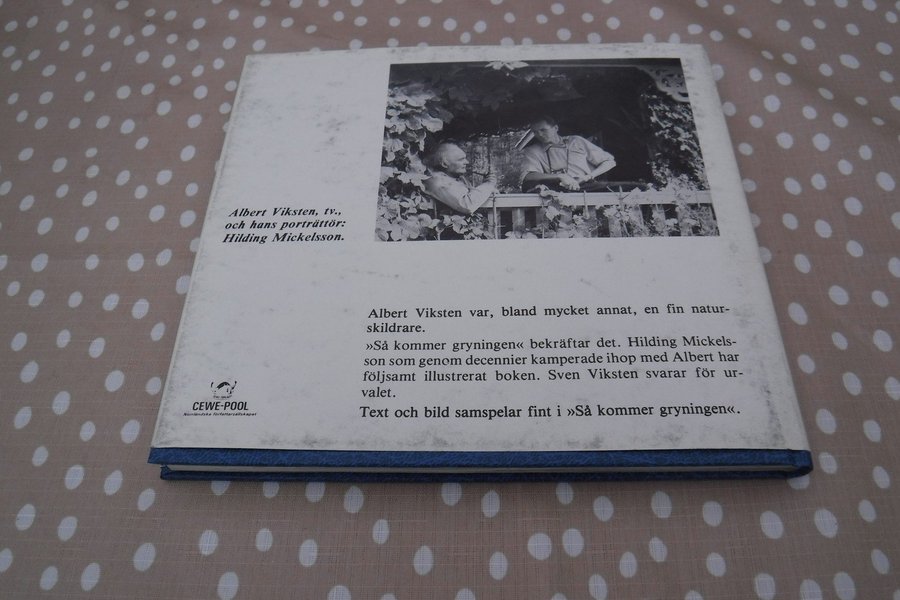 Albert Viksten, tv.,
och hans porträttör:
Hilding Mickelsson.
Albert Viksten var, bland mycket annat, en fin natur-
skildrare.
»Så kommer gryningen« bekräftar det. Hilding Mickels-
son som genom decennier kamperade ihop med Albert har
följsamt illustrerat boken. Sven Viksten svarar för ur-
valet.
Text och bild samspelar fint i »Så kommer gryningen«.
CEWE-POOL
Norrländska författarsällskapet